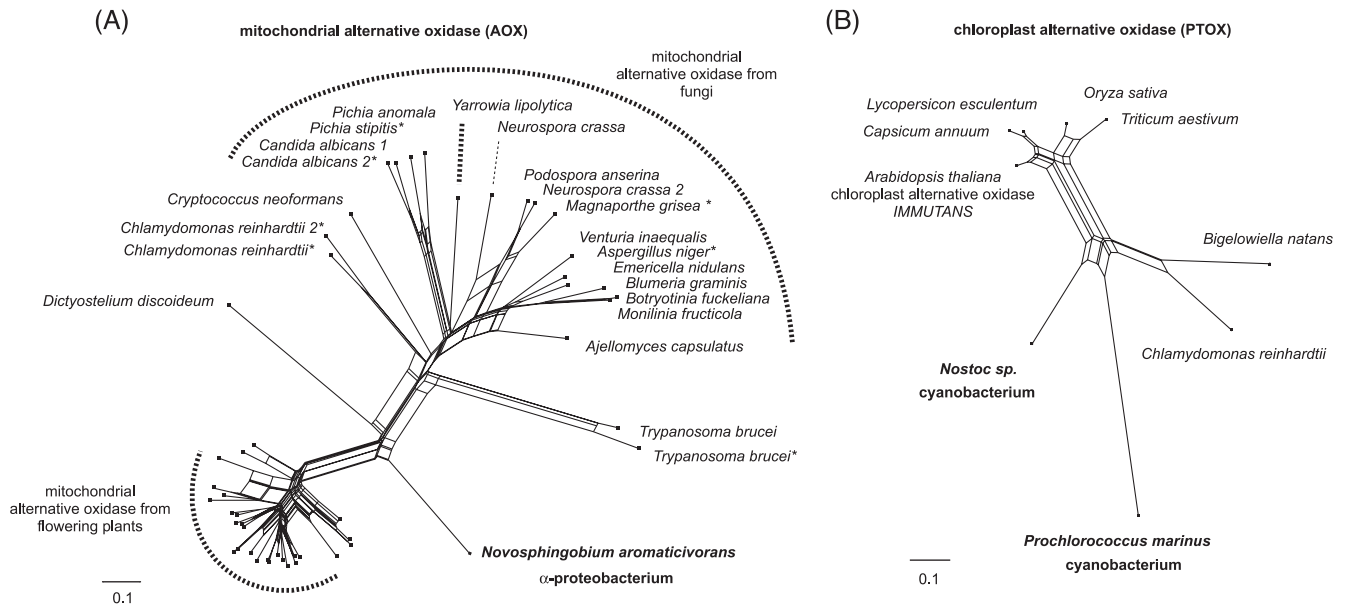 (A)
mitochondrial alternative oxidase (AOX)
mitochondrial
alternative oxidase from
fungi
Pichia anomala
Pichia stipitis*
Candida albicans 1
Candida albicans 2*
Yarrowia lipolytica
Neurospora crassa
Podospora anserina
Neurospora crassa 2
Magnaporthe grisea *
Cryptococcus neoformans
Chlamydomonas reinhardtii 2*
Chlamydomonas reinhardtii*
Venturia inaequalis
Aspergillus niger*
Emericella nidulans
Blumeria graminis
Botryotinia fuckeliana
Monilinia fructicola
Dictyostelium discoideum
Ajellomyces capsulatus
Trypanosoma brucei
Trypanosoma brucei*
mitochondrial
alternative oxidase from
flowering plants
Novosphingobium aromaticivorans
α-proteobacterium
0.1
(B)
chloroplast alternative oxidase (PTOX)
Lycopersicon esculentum
Capsicum annuum
Oryza sativa
Triticum aestivum
Arabidopsis thaliana
chloroplast alternative oxidase
IMMUTANS
Bigelowiella natans
Chlamydomonas reinhardtii
Nostoc sp.
cyanobacterium
Prochlorococcus marinus
cyanobacterium
0.1